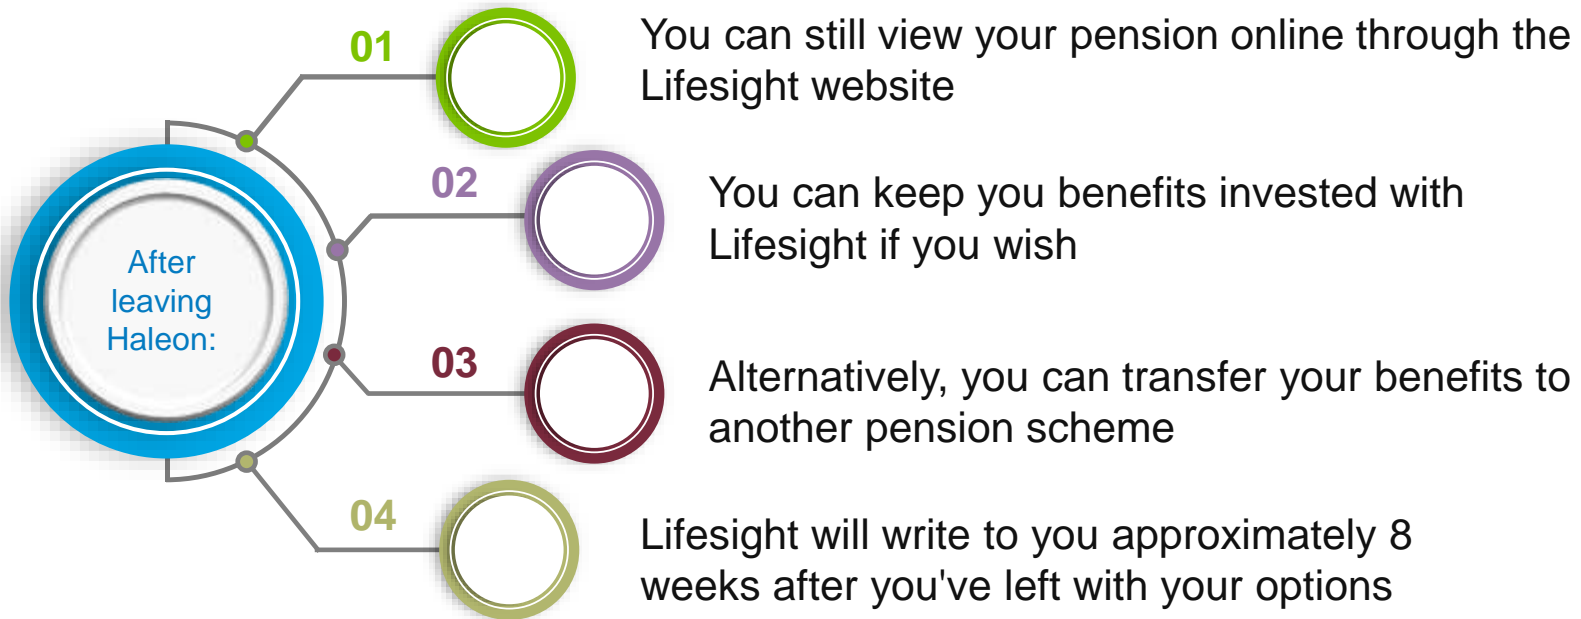 After
leaving
Haleon:
01
You can still view your pension online through the
Lifesight website
02
You can keep you benefits invested with
Lifesight if you wish
03
Alternatively, you can transfer your benefits to
another pension scheme
04
Lifesight will write to you approximately 8
weeks after you've left with your options